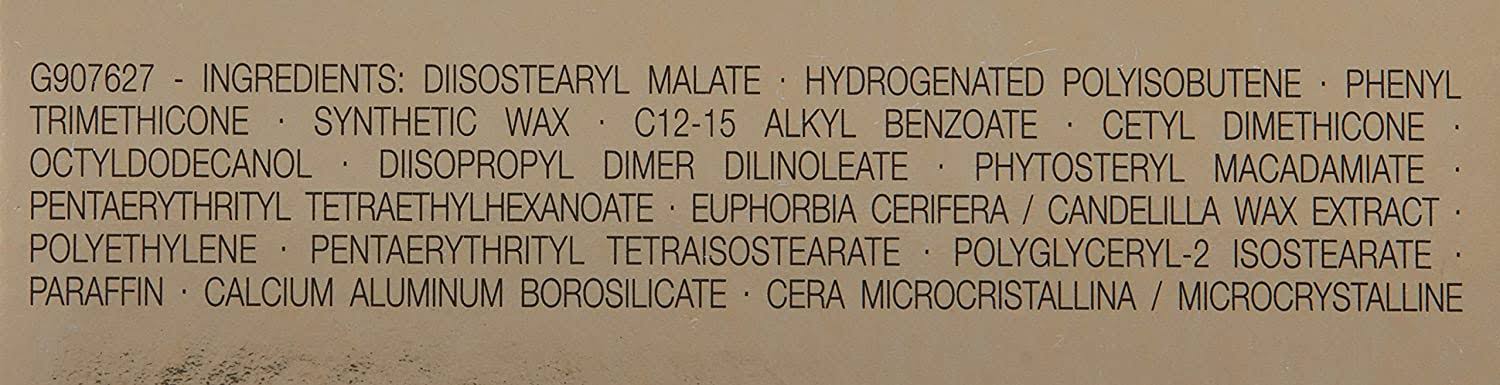 G907627 - INGREDIENTS: DIISOSTEARYL MALATE · HYDROGENATED POLYISOBUTENE · PHENYL
TRIMETHICONE · SYNTHETIC WAX · C12-15 ALKYL BENZOATE · CETYL DIMETHICONE ·
OCTYLDODECANOL · DIISOPROPYL DIMER DILINOLEATE · PHYTOSTERYL MACADAMIATE ·
PENTAERYTHRITYL TETRAETHYLHEXANOATE · EUPHORBIA CERIFERA / CANDELILLA WAX EXTRACT ·
POLYETHYLENE · PENTAERYTHRITYL TETRAISOSTEARATE · POLYGLYCERYL-2 ISOSTEARATE ·
PARAFFIN · CALCIUM ALUMINUM BOROSILICATE · CERA MICROCRISTALLINA / MICROCRYSTALLINE